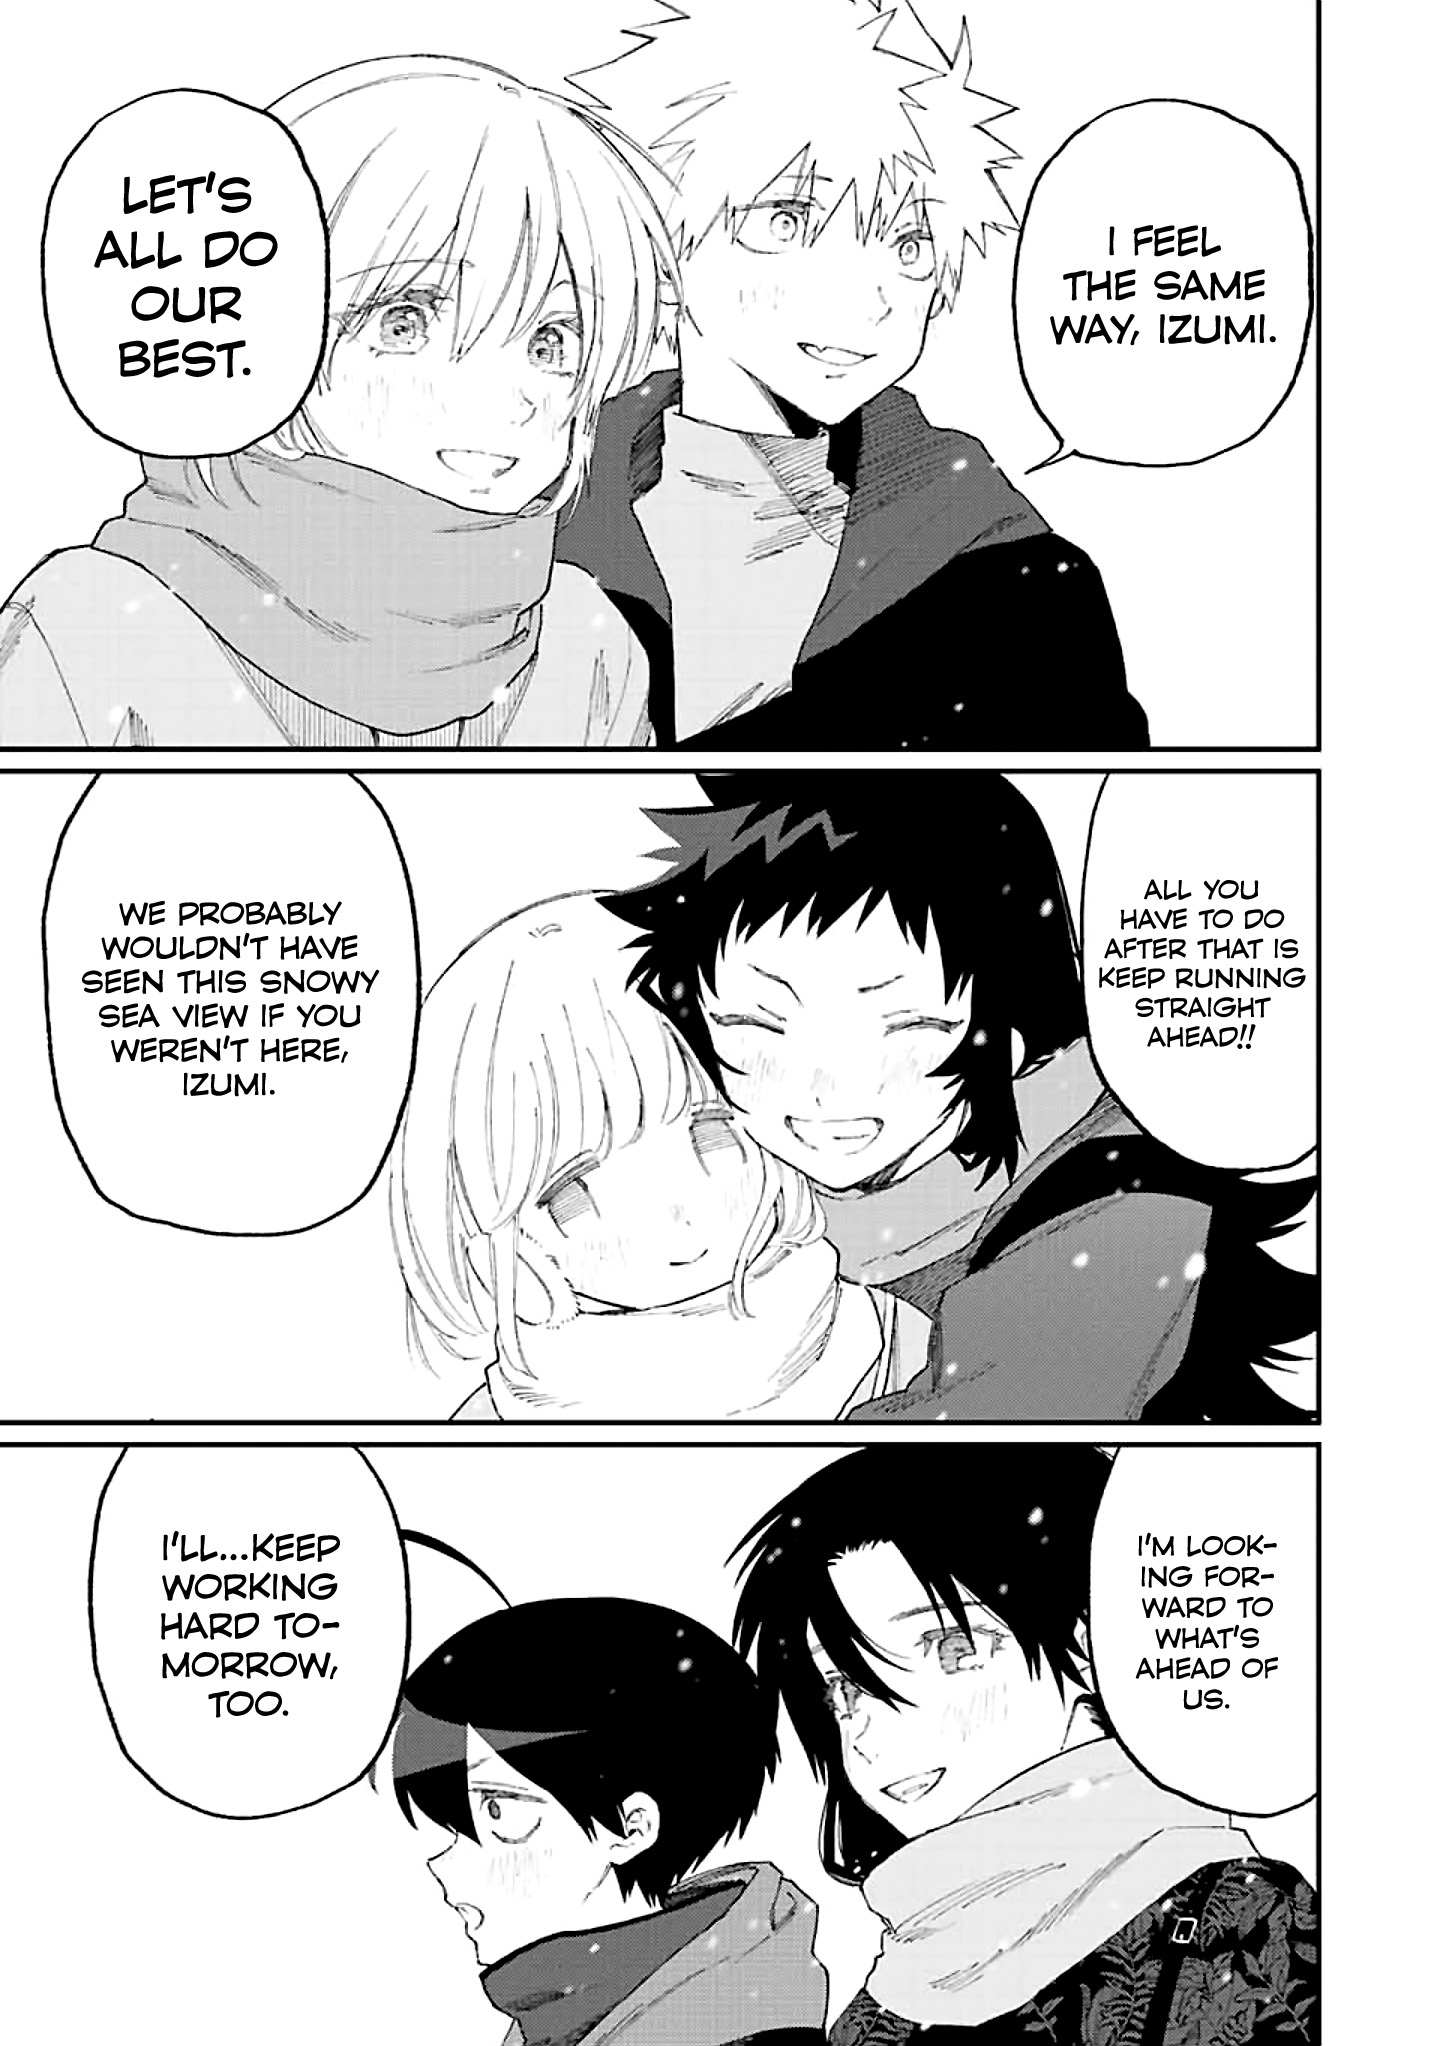 I FEEL
THE SAME
WAY, IZUMI.
LET'S
ALL DO
OUR
BEST.
ALL YOU
HAVE TO DO
AFTER THAT IS
KEEP RUNNING
STRAIGHT
AHEAD!!
WE PROBABLY
WOULDN'T HAVE
SEEN THIS SNOWY
SEA VIEW IF YOU
WEREN'T HERE,
IZUMI.
I'M LOOK-
ING FOR-
WARD TO
WHAT'S
AHEAD OF
US.
I'LL...KEEP
WORKING
HARD TO-
MORROW,
TOO.